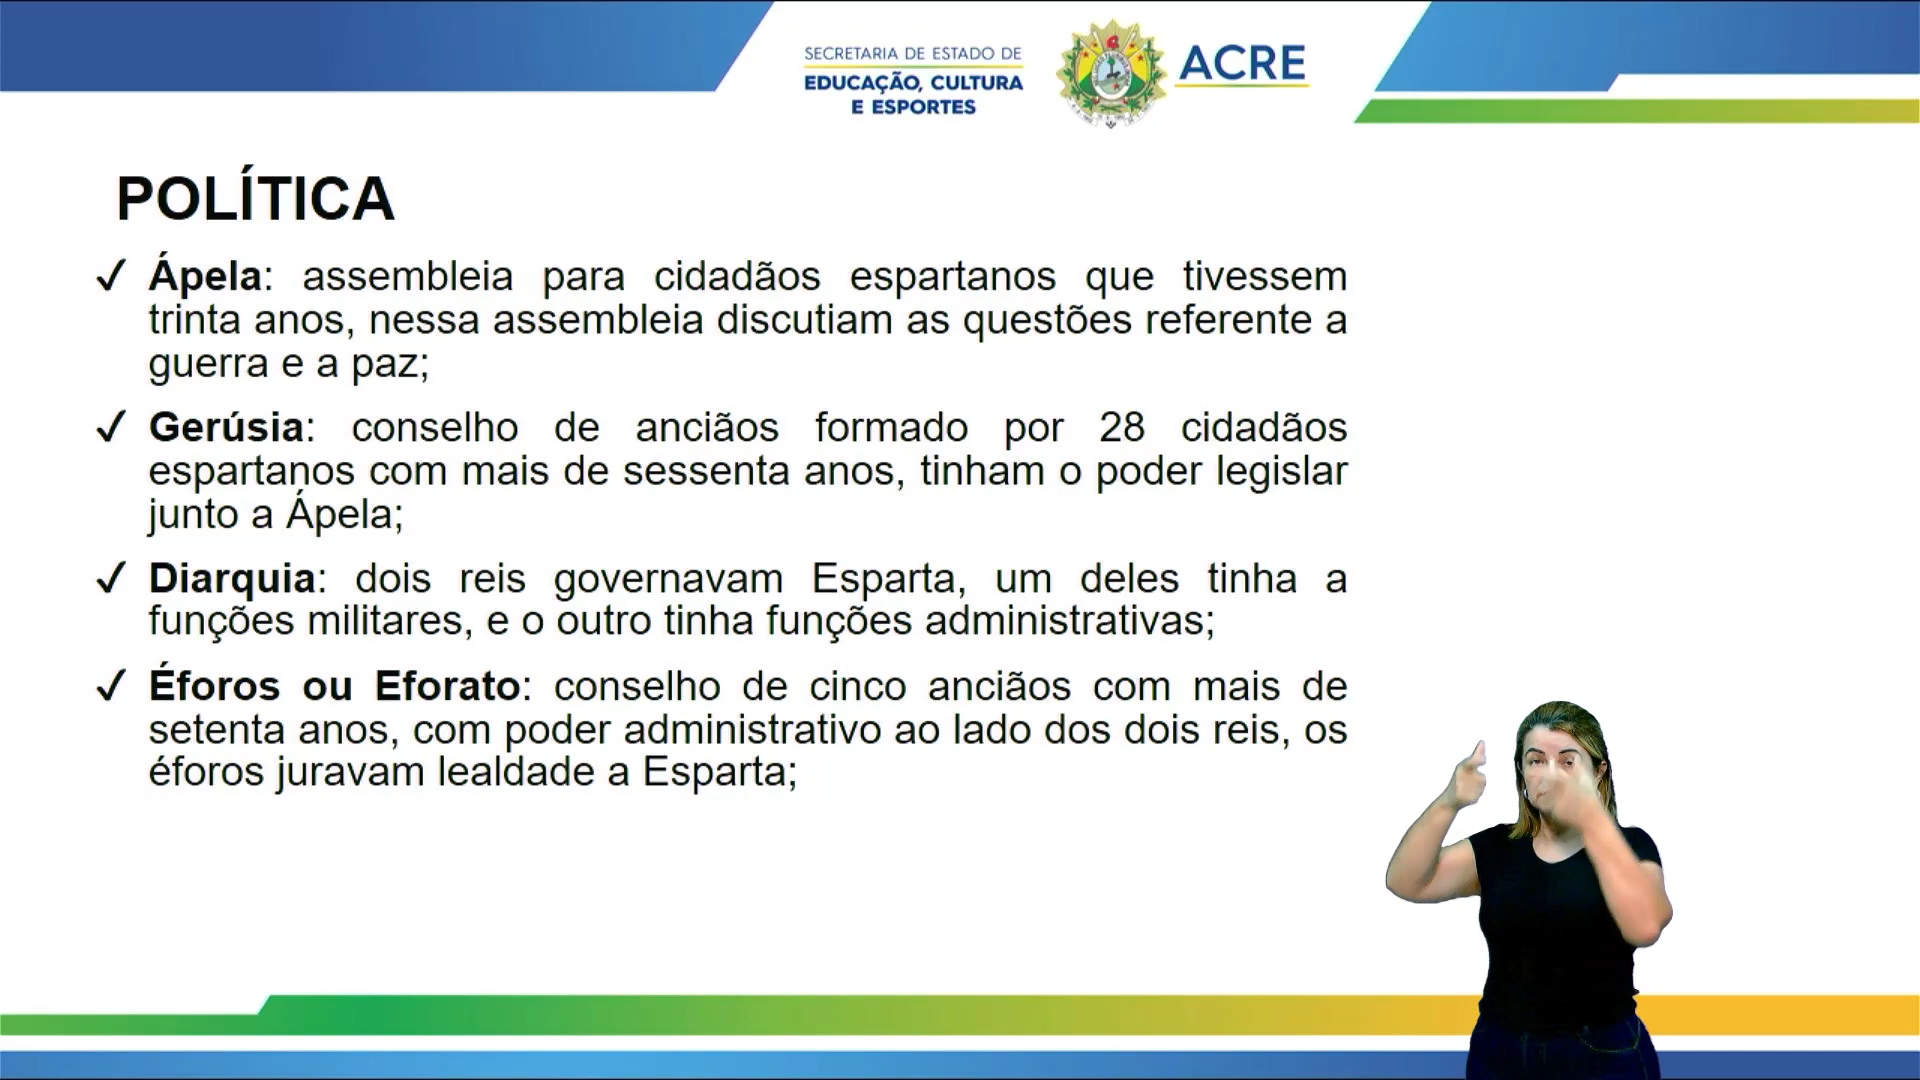 SECRETARIA DE ESTADO DE
EDUCAÇÃO, CULTURA
E ESPORTES
ACRE
POLÍTICA
✓ Ápela: assembleia para cidadãos espartanos que tivessem
trinta anos, nessa assembleia discutiam as questões referente a
guerra e a paz;
✓ Gerúsia: conselho de anciãos formado por 28 cidadãos
espartanos com mais de sessenta anos, tinham o poder legislar
junto a Ápela;
✓ Diarquia: dois reis governavam Esparta, um deles tinha a
funções militares, e o outro tinha funções administrativas;
✓ Éforos ou Eforato: conselho de cinco anciãos com mais de
setenta anos, com poder administrativo ao lado dos dois reis, os
éforos juravam lealdade a Esparta;